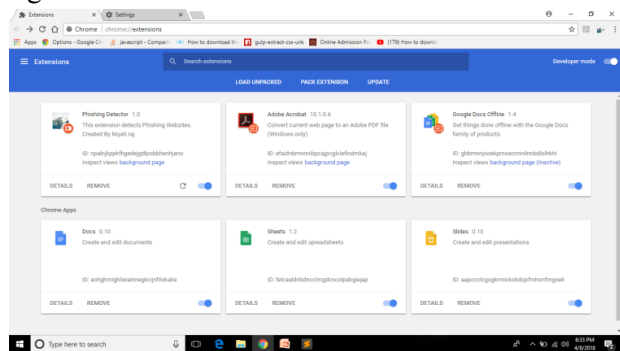 Extensions
Settings
Chrome | chrome://extensions
Apps
Options - Google Ch
javascript - Compari
How to download th
gulp-extract-css-urls
Online Admission Po
(179) How to downlo
Extensions
Search extensions
Developer mode
LOAD UNPACKED PACK EXTENSION UPDATE
Phishing Detector 1.0
This extension detects Phishing Websites.
Created By Niyati raj
Inspect views background page
DETAILS REMOVE
Adobe Acrobat 15.1.0.6
Convert current web page to an Adobe PDF file
(Windows only)
Inspect views background page
DETAILS REMOVE
Google Docs Offline 1.4
Get things done offline with the Google Docs
family of products.
Inspect views background page (Inactive)
DETAILS REMOVE
Chrome Apps
Docs 0.10
Create and edit documents
DETAILS REMOVE
Sheets 1.2
Create and edit spreadsheets
DETAILS REMOVE
Slides 0.10
Create and edit presentations
DETAILS REMOVE
Type here to search
6:55 PM
4/8/2018